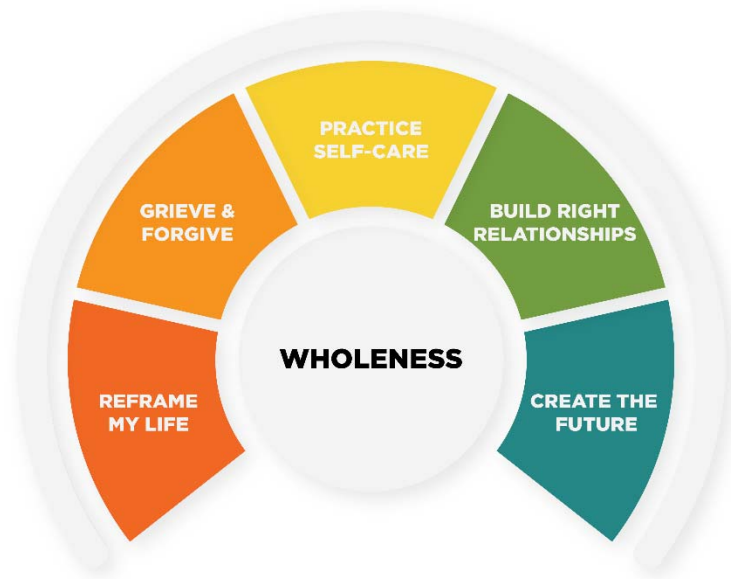 PRACTICE
SELF-CARE
GRIEVE &
FORGIVE
BUILD RIGHT
RELATIONSHIPS
WHOLENESS
REFRAME
MY LIFE
CREATE THE
FUTURE